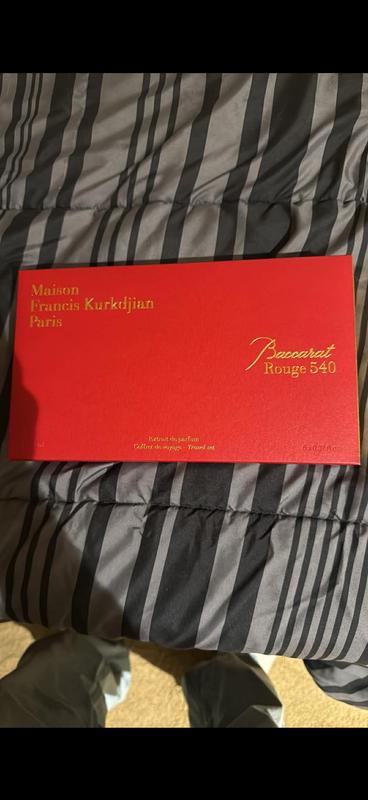 Maison
Francis Kurkdjian
Paris
Baccarat
Rouge 540
Extrait de parfum
Coffret de voyage - Travel set